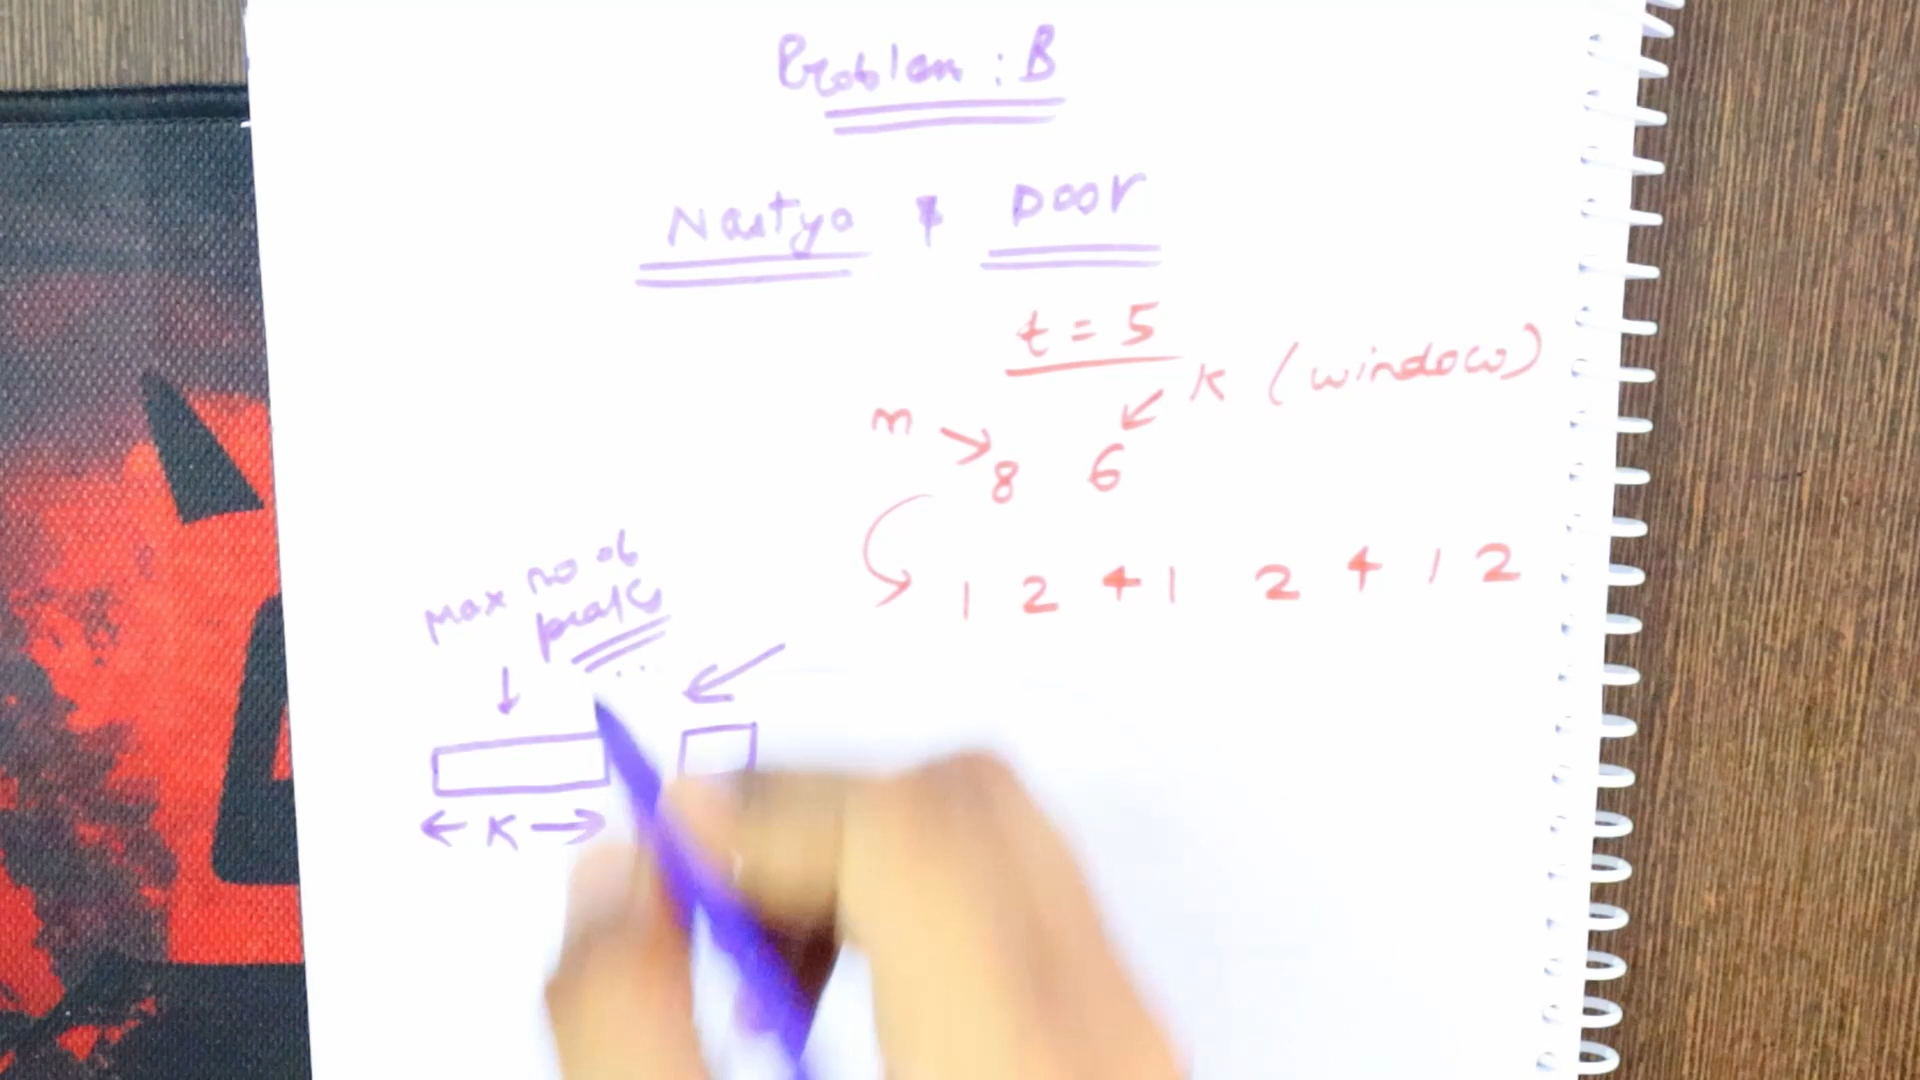 Problem : B
Nastya & Door
t = 5
K (window)
n
8 6
1 2 4 1 2 4 1 2
Max no of
peaks
K